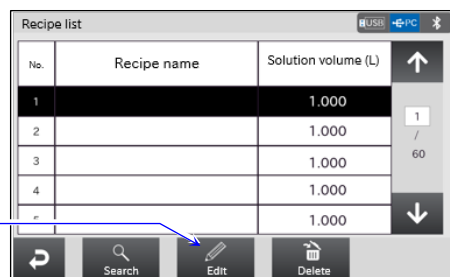 Recipe list USB PC
No. Recipe name Solution volume (L)
1 1.000
2 1.000
3 1.000
4 1.000
5 1.000
1
/
60
Search Edit Delete